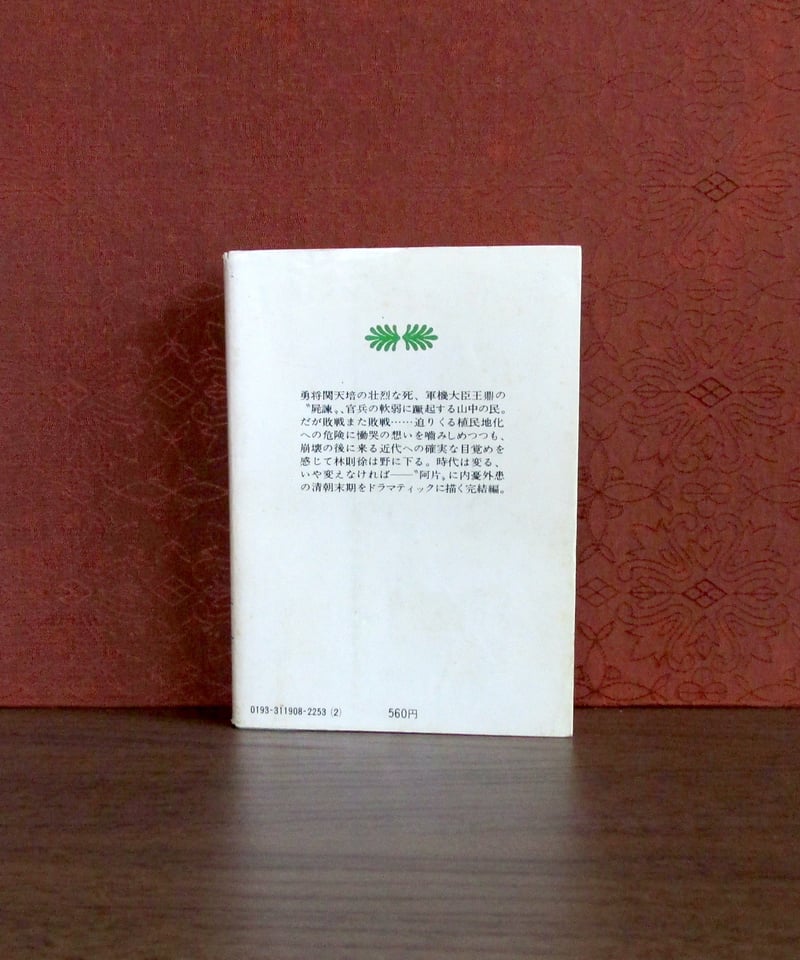 勇将関天培の壮烈な死、軍機大臣王鼎の
〝屍諫〟、官兵の軟弱に蹴起する山中の民。
だが敗戦また敗戦……迫りくる植民地化
への危険に慟哭の想いを嚙みしめつつも、
崩壊の後に来る近代への確実な目覚めを
感じて林則徐は野に下る。時代は変る、
いや変えなければ——〝阿片〟に内憂外患
の清朝末期をドラマティックに描く完結編。
0193-311908-2253(2)
560円